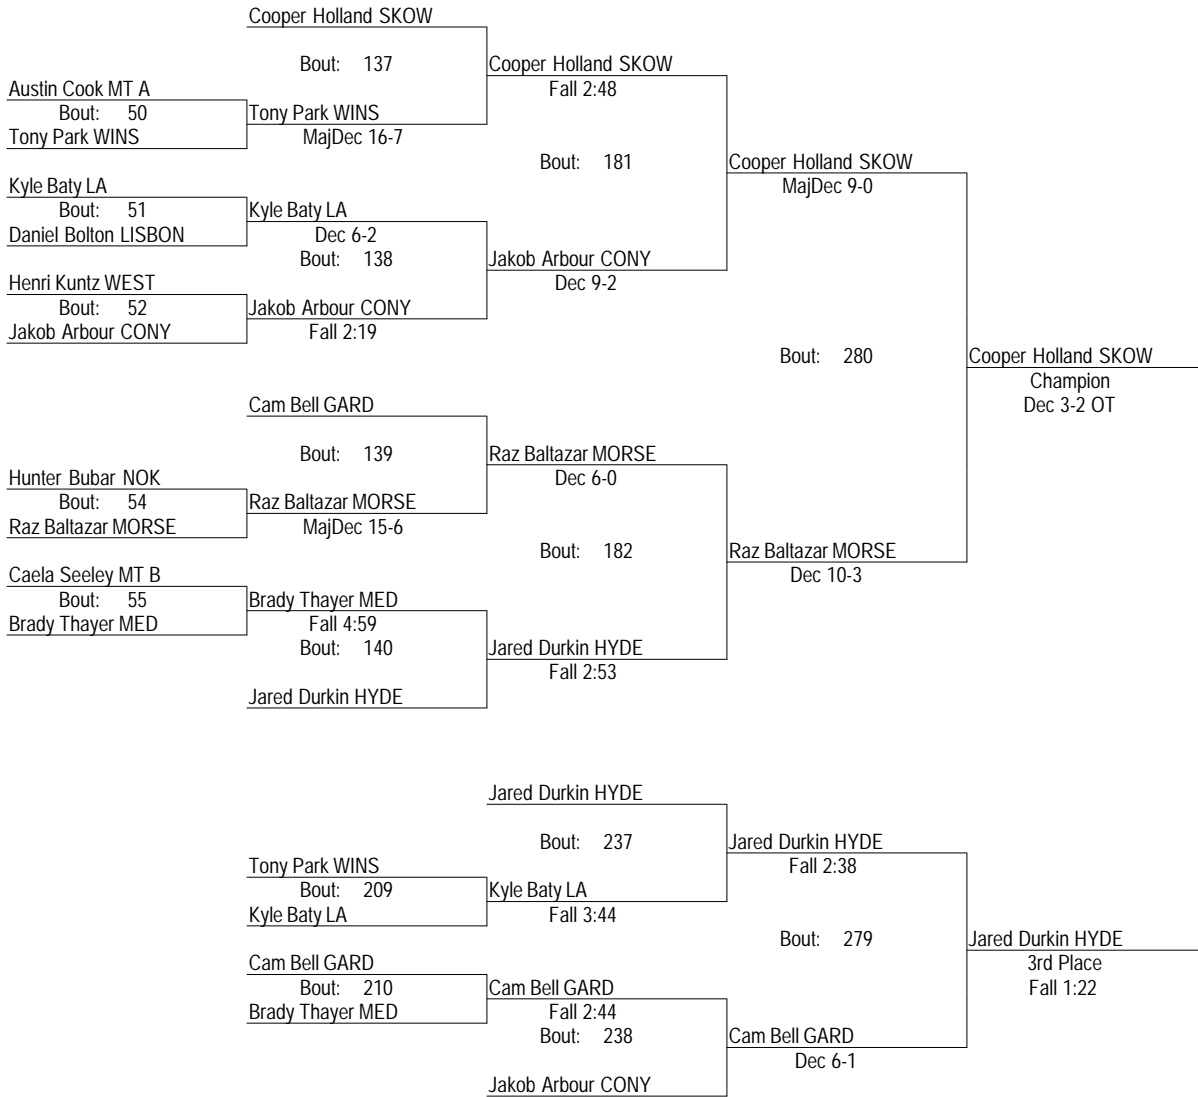 Cooper Holland SKOW
Bout: 137
Cooper Holland SKOW
Fall 2:48
Austin Cook MT A
Bout: 50
Tony Park WINS
Tony Park WINS
MajDec 16-7
Bout: 181
Cooper Holland SKOW
MajDec 9-0
Kyle Baty LA
Bout: 51
Daniel Bolton LISBON
Kyle Baty LA
Dec 6-2
Bout: 138
Jakob Arbour CONY
Dec 9-2
Henri Kuntz WEST
Bout: 52
Jakob Arbour CONY
Jakob Arbour CONY
Fall 2:19
Bout: 280
Cooper Holland SKOW
Champion
Dec 3-2 OT
Cam Bell GARD
Bout: 139
Raz Baltazar MORSE
Dec 6-0
Hunter Bubar NOK
Bout: 54
Raz Baltazar MORSE
Raz Baltazar MORSE
MajDec 15-6
Bout: 182
Raz Baltazar MORSE
Dec 10-3
Caela Seeley MT B
Bout: 55
Brady Thayer MED
Brady Thayer MED
Fall 4:59
Bout: 140
Jared Durkin HYDE
Fall 2:53
Jared Durkin HYDE
Jared Durkin HYDE
Bout: 237
Jared Durkin HYDE
Fall 2:38
Tony Park WINS
Bout: 209
Kyle Baty LA
Kyle Baty LA
Fall 3:44
Bout: 279
Jared Durkin HYDE
3rd Place
Fall 1:22
Cam Bell GARD
Bout: 210
Brady Thayer MED
Cam Bell GARD
Fall 2:44
Bout: 238
Cam Bell GARD
Dec 6-1
Jakob Arbour CONY